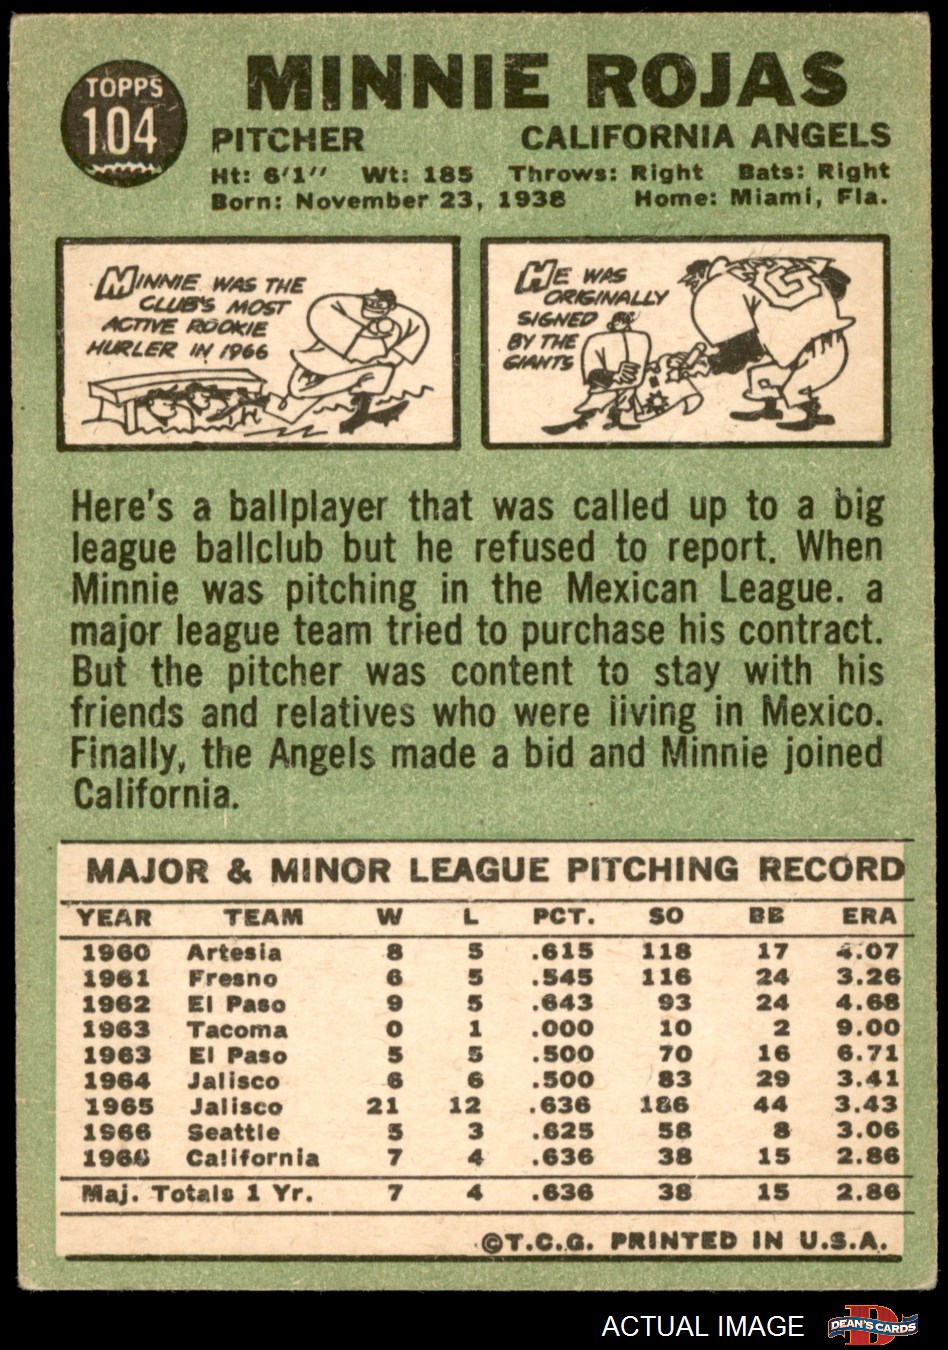 TOPPS
104
MINNIE ROJAS
PITCHER CALIFORNIA ANGELS
Ht: 6'1" Wt: 185 Throws: Right Bats: Right
Born: November 23, 1938 Home: Miami, Fla.
MINNIE WAS THE
CLUB'S MOST
ACTIVE ROOKIE
HURLER IN 1966
HE WAS
ORIGINALLY
SIGNED
BY THE
GIANTS
G
Here's a ballplayer that was called up to a big
league ballclub but he refused to report. When
Minnie was pitching in the Mexican League. a
major league team tried to purchase his contract.
But the pitcher was content to stay with his
friends and relatives who were living in Mexico.
Finally, the Angels made a bid and Minnie joined
California.
MAJOR & MINOR LEAGUE PITCHING RECORD
YEAR TEAM W L PCT. SO BB ERA
1960 Artesia 8 5 .615 118 17 4.07
1961 Fresno 6 5 .545 116 24 3.26
1962 El Paso 9 5 .643 93 24 4.68
1963 Tacoma 0 1 .000 10 2 9.00
1963 El Paso 5 5 .500 70 16 6.71
1964 Jalisco 6 6 .500 83 29 3.41
1965 Jalisco 21 12 .636 186 44 3.43
1966 Seattle 5 3 .625 58 8 3.06
1966 California 7 4 .636 38 15 2.86
Maj. Totals 1 Yr. 7 4 .636 38 15 2.86
©T.C.G. PRINTED IN U.S.A.
ACTUAL IMAGE
D
DEAN'S CARDS